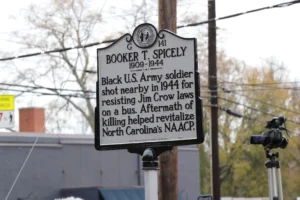 G 141
BOOKER T. SPICELY
1909-1944
Black U.S. Army soldier
shot nearby in 1944 for
resisting Jim Crow laws
on a bus. Aftermath of
killing helped revitalize
North Carolina's NAACP.